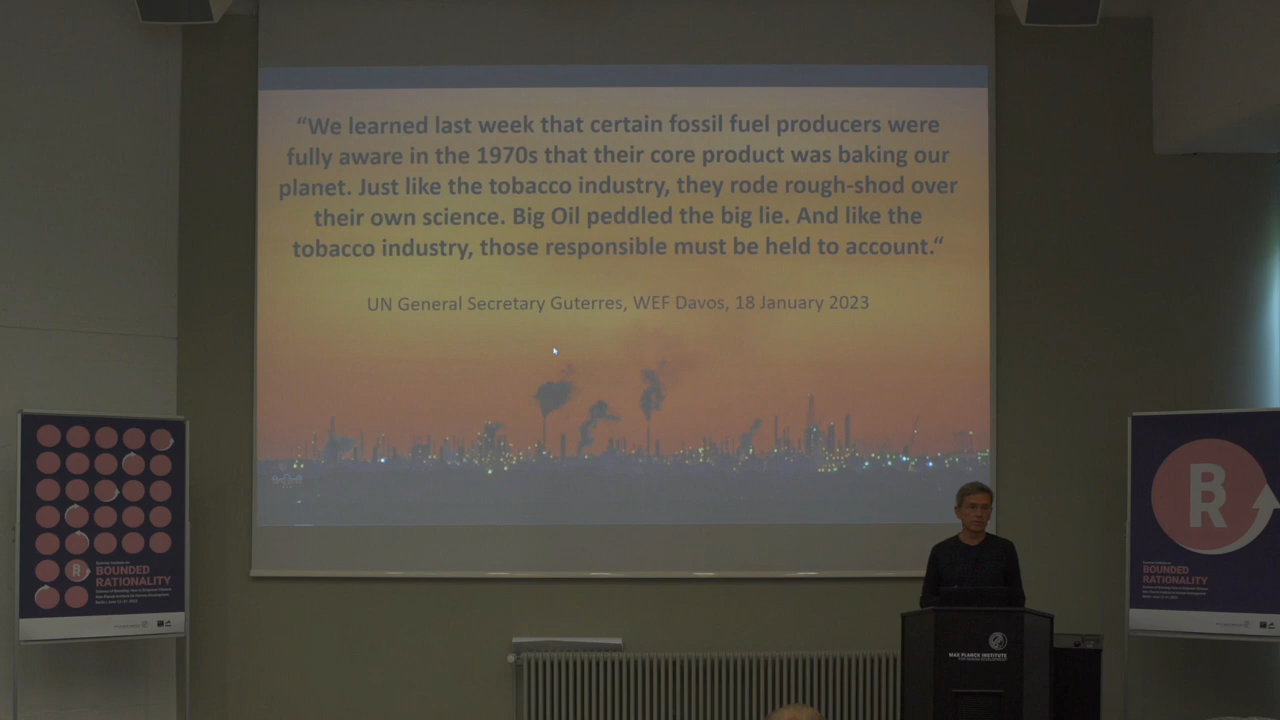 “We learned last week that certain fossil fuel producers were
fully aware in the 1970s that their core product was baking our
planet. Just like the tobacco industry, they rode rough-shod over
their own science. Big Oil peddled the big lie. And like the
tobacco industry, those responsible must be held to account.“
UN General Secretary Guterres, WEF Davos, 18 January 2023
R
BOUNDED
RATIONALITY
R
BOUNDED
RATIONALITY
MAX PLANCK INSTITUTE
FOR HUMAN DEVELOPMENT